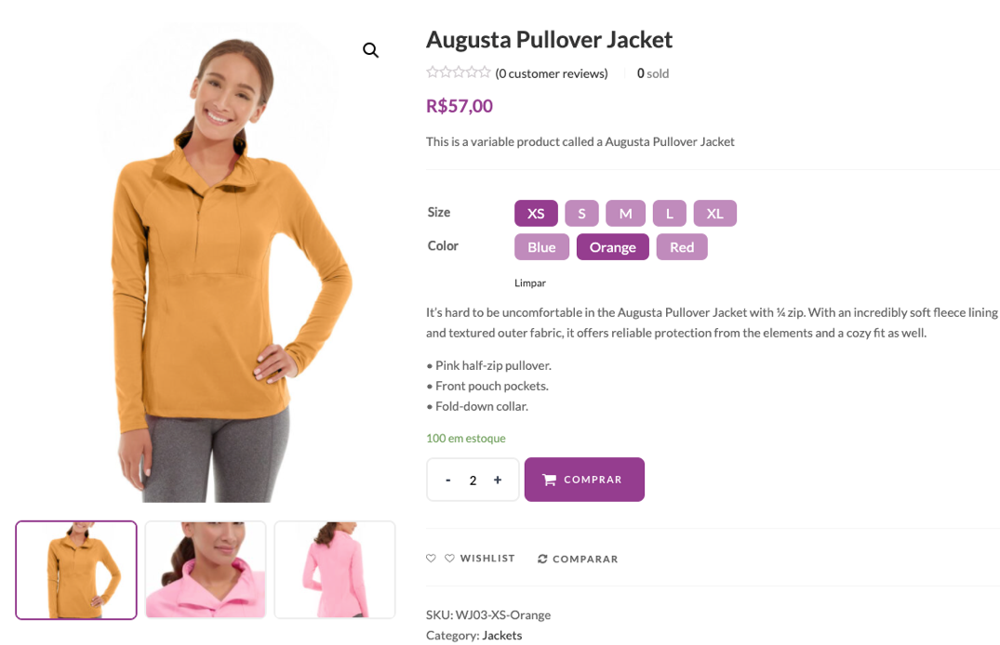 Augusta Pullover Jacket
(0 customer reviews) 0 sold
R$57,00
This is a variable product called a Augusta Pullover Jacket
Size XS S M L XL
Color Blue Orange Red
Limpar
It’s hard to be uncomfortable in the Augusta Pullover Jacket with ¼ zip. With an incredibly soft fleece lining
and textured outer fabric, it offers reliable protection from the elements and a cozy fit as well.
• Pink half-zip pullover.
• Front pouch pockets.
• Fold-down collar.
100 em estoque
- 2 + COMPRAR
WISHLIST COMPARAR
SKU: WJ03-XS-Orange
Category: Jackets